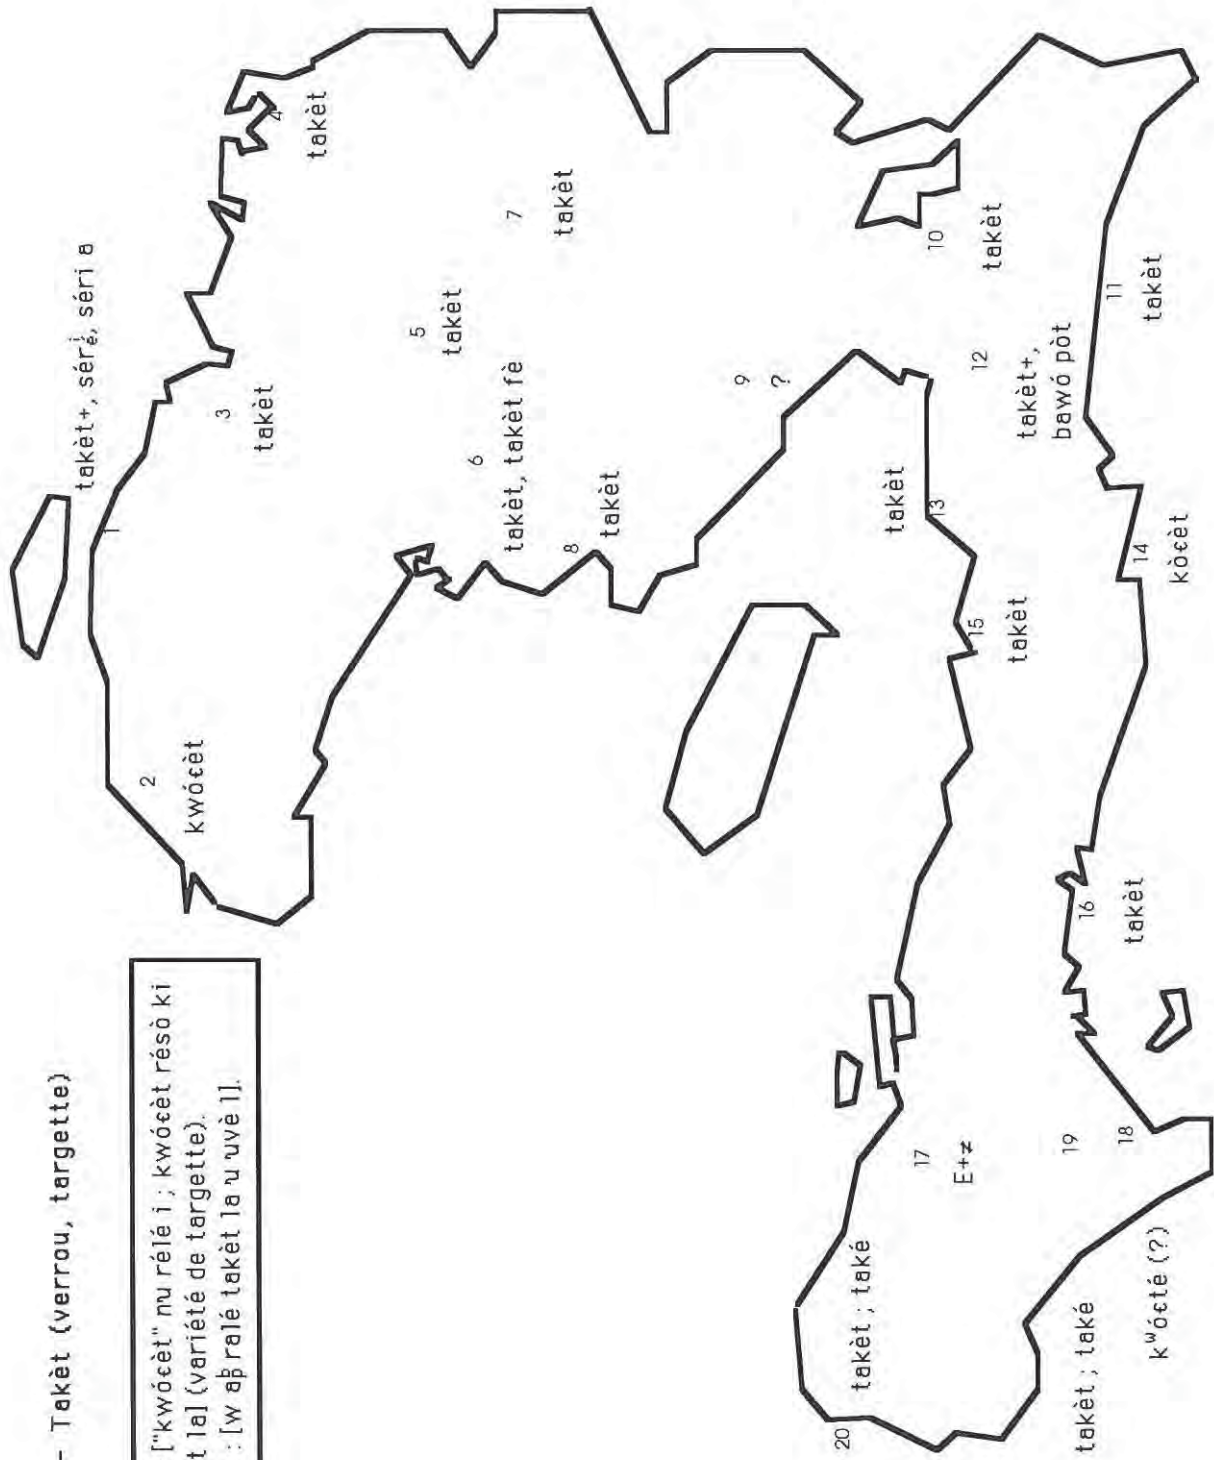 - Takèt (verrou, targette)
["kwóɛèt" nu rélé i ; kwóɛèt résò ki
t la] (variété de targette).
: [w ap ralé takèt la u uvè l].
1
takèt+, séri, séri a
2
kwóɛèt
3
takèt
4
takèt
5
takèt
6
takèt, takèt fè
7
takèt
8
takèt
9
?
10
takèt
11
takèt
12
takèt+,
bawó pòt
13
takèt
14
kòɛèt
15
takèt
16
takèt
17
E+≠
18
kʷóɛté (?)
19
takèt ; také
20
takèt ; také